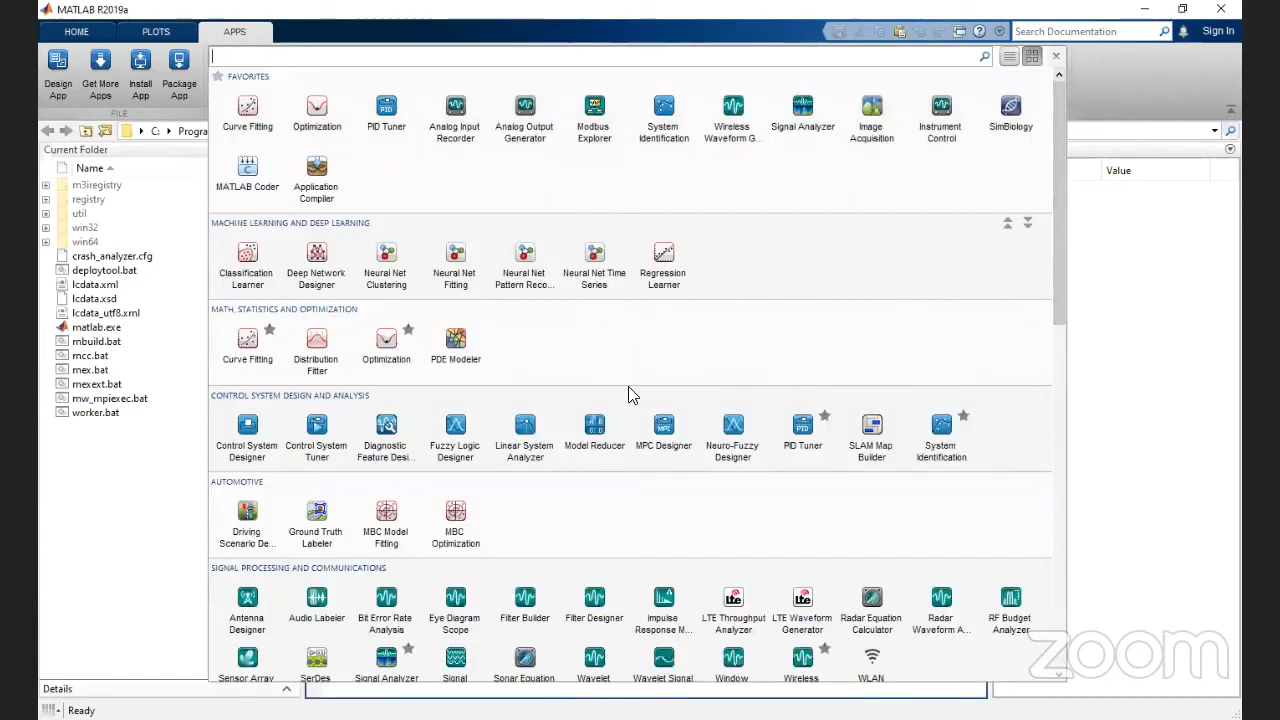 MATLAB R2019a
HOME PLOTS APPS
Search Documentation
Sign In
Design App
Get More Apps
Install App
Package App
FILE
C: Progra
Current Folder
Name
m3iregistry
registry
util
win32
win64
crash_analyzer.cfg
deploytool.bat
lcdata.xml
lcdata.xsd
lcdata_utf8.xml
matlab.exe
mbuild.bat
mcc.bat
mex.bat
mexext.bat
mw_mpiexec.bat
worker.bat
Details
Ready
FAVORITES
Curve Fitting
Optimization
PID Tuner
Analog Input Recorder
Analog Output Generator
Modbus Explorer
System Identification
Wireless Waveform G...
Signal Analyzer
Image Acquisition
Instrument Control
SimBiology
MATLAB Coder
Application Compiler
MACHINE LEARNING AND DEEP LEARNING
Classification Learner
Deep Network Designer
Neural Net Clustering
Neural Net Fitting
Neural Net Pattern Reco...
Neural Net Time Series
Regression Learner
MATH, STATISTICS AND OPTIMIZATION
Curve Fitting
Distribution Fitter
Optimization
PDE Modeler
CONTROL SYSTEM DESIGN AND ANALYSIS
Control System Designer
Control System Tuner
Diagnostic Feature Desi...
Fuzzy Logic Designer
Linear System Analyzer
Model Reducer
MPC Designer
Neuro-Fuzzy Designer
PID Tuner
SLAM Map Builder
System Identification
AUTOMOTIVE
Driving Scenario De...
Ground Truth Labeler
MBC Model Fitting
MBC Optimization
SIGNAL PROCESSING AND COMMUNICATIONS
Antenna Designer
Audio Labeler
Bit Error Rate Analysis
Eye Diagram Scope
Filter Builder
Filter Designer
Impulse Response M...
LTE Throughput Analyzer
LTE Waveform Generator
Radar Equation Calculator
Radar Waveform A...
RF Budget Analyzer
Sensor Array
SerDes
Signal Analyzer
Signal
Sonar Equation
Wavelet
Wavelet Signal
Window
Wireless
WLAN
Value
zoom